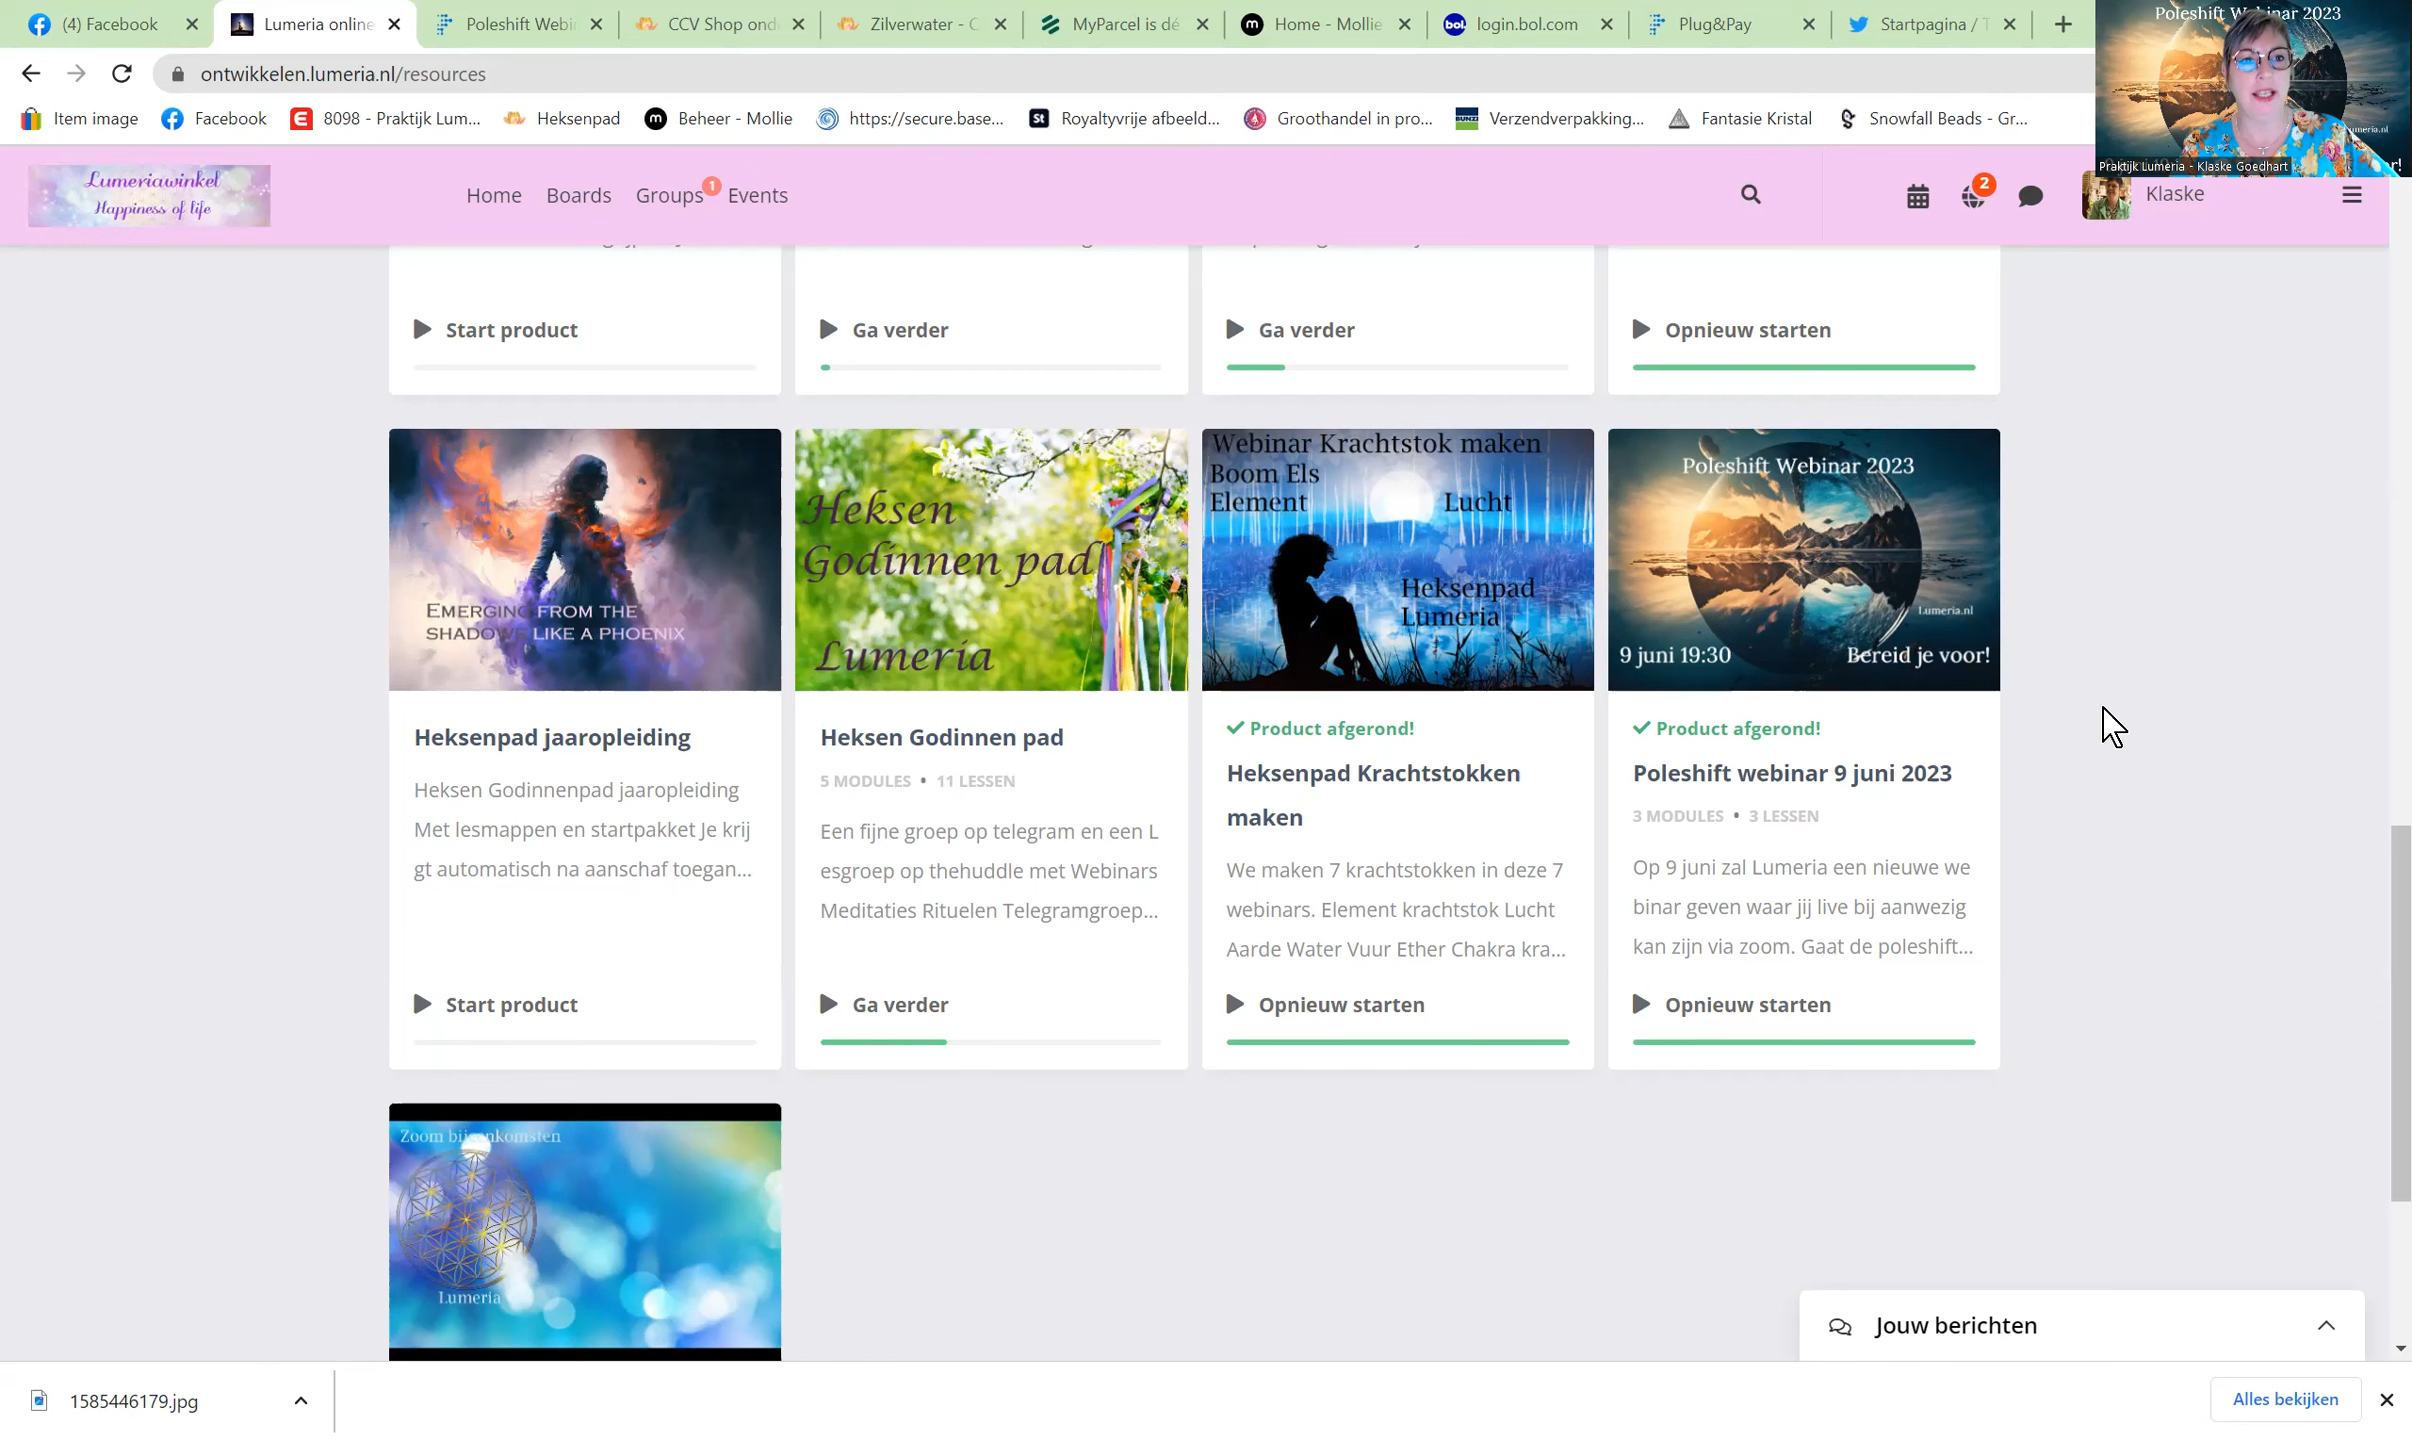 (4) Facebook
Lumeria online
Poleshift Webi
CCV Shop ond
Zilverwater - C
MyParcel is dé
Home - Mollie
bol.
login.bol.com
Plug&Pay
Startpagina / T
ontwikkelen.lumeria.nl/resources
Item image
Facebook
8098 - Praktijk Lum...
Heksenpad
Beheer - Mollie
https://secure.base...
St
Royaltyvrije afbeeld...
Groothandel in pro...
Verzendverpakking...
Fantasie Kristal
Snowfall Beads - Gr...
Praktijk Lumeria - Klaske Goedhart
Lumeriawinkel
Happiness of life
Home
Boards
Groups
1
Events
2
Klaske
Start product
Ga verder
Ga verder
Opnieuw starten
EMERGING FROM THE
SHADOWS LIKE A PHOENIX
Heksen
Godinnen pad
Lumeria
Webinar Krachtstok maken
Boom Els
Element
Lucht
Heksenpad
Lumeria
Poleshift Webinar 2023
Lumeria.nl
9 juni 19:30
Bereid je voor!
Heksenpad jaaropleiding
Heksen Godinnenpad jaaropleiding
Met lesmappen en startpakket Je krij
gt automatisch na aanschaf toegan...
Start product
Heksen Godinnen pad
5 MODULES • 11 LESSEN
Een fijne groep op telegram en een L
esgroep op thehuddle met Webinars
Meditaties Rituelen Telegramgroep...
Ga verder
Product afgerond!
Heksenpad Krachtstokken
maken
We maken 7 krachtstokken in deze 7
webinars. Element krachtstok Lucht
Aarde Water Vuur Ether Chakra kra...
Opnieuw starten
Product afgerond!
Poleshift webinar 9 juni 2023
3 MODULES • 3 LESSEN
Op 9 juni zal Lumeria een nieuwe we
binar geven waar jij live bij aanwezig
kan zijn via zoom. Gaat de poleshift...
Opnieuw starten
Zoom bijeenkomsten
Lumeria
Jouw berichten
1585446179.jpg
Alles bekijken